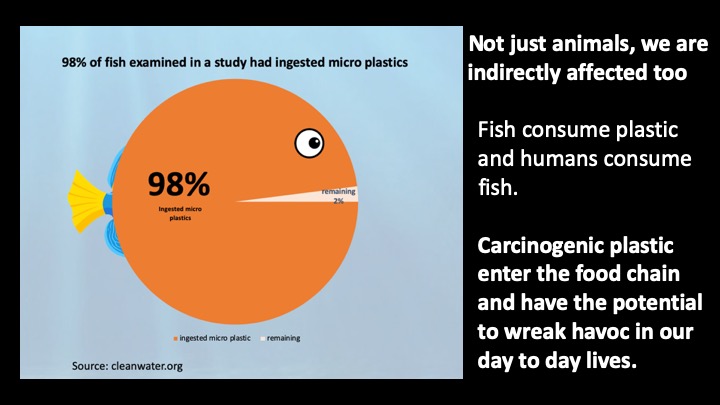 98% of fish examined in a study had ingested micro plastics
98%
Ingested micro
plastics
remaining
2%
ingested micro plastic remaining
Source: cleanwater.org
Not just animals, we are
indirectly affected too
Fish consume plastic
and humans consume
fish.
Carcinogenic plastic
enter the food chain
and have the potential
to wreak havoc in our
day to day lives.